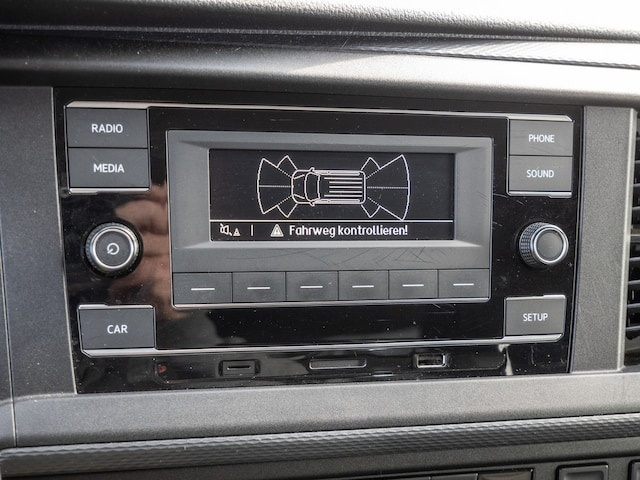 RADIO
MEDIA
PHONE
SOUND
Fahrweg kontrollieren!
CAR
SETUP